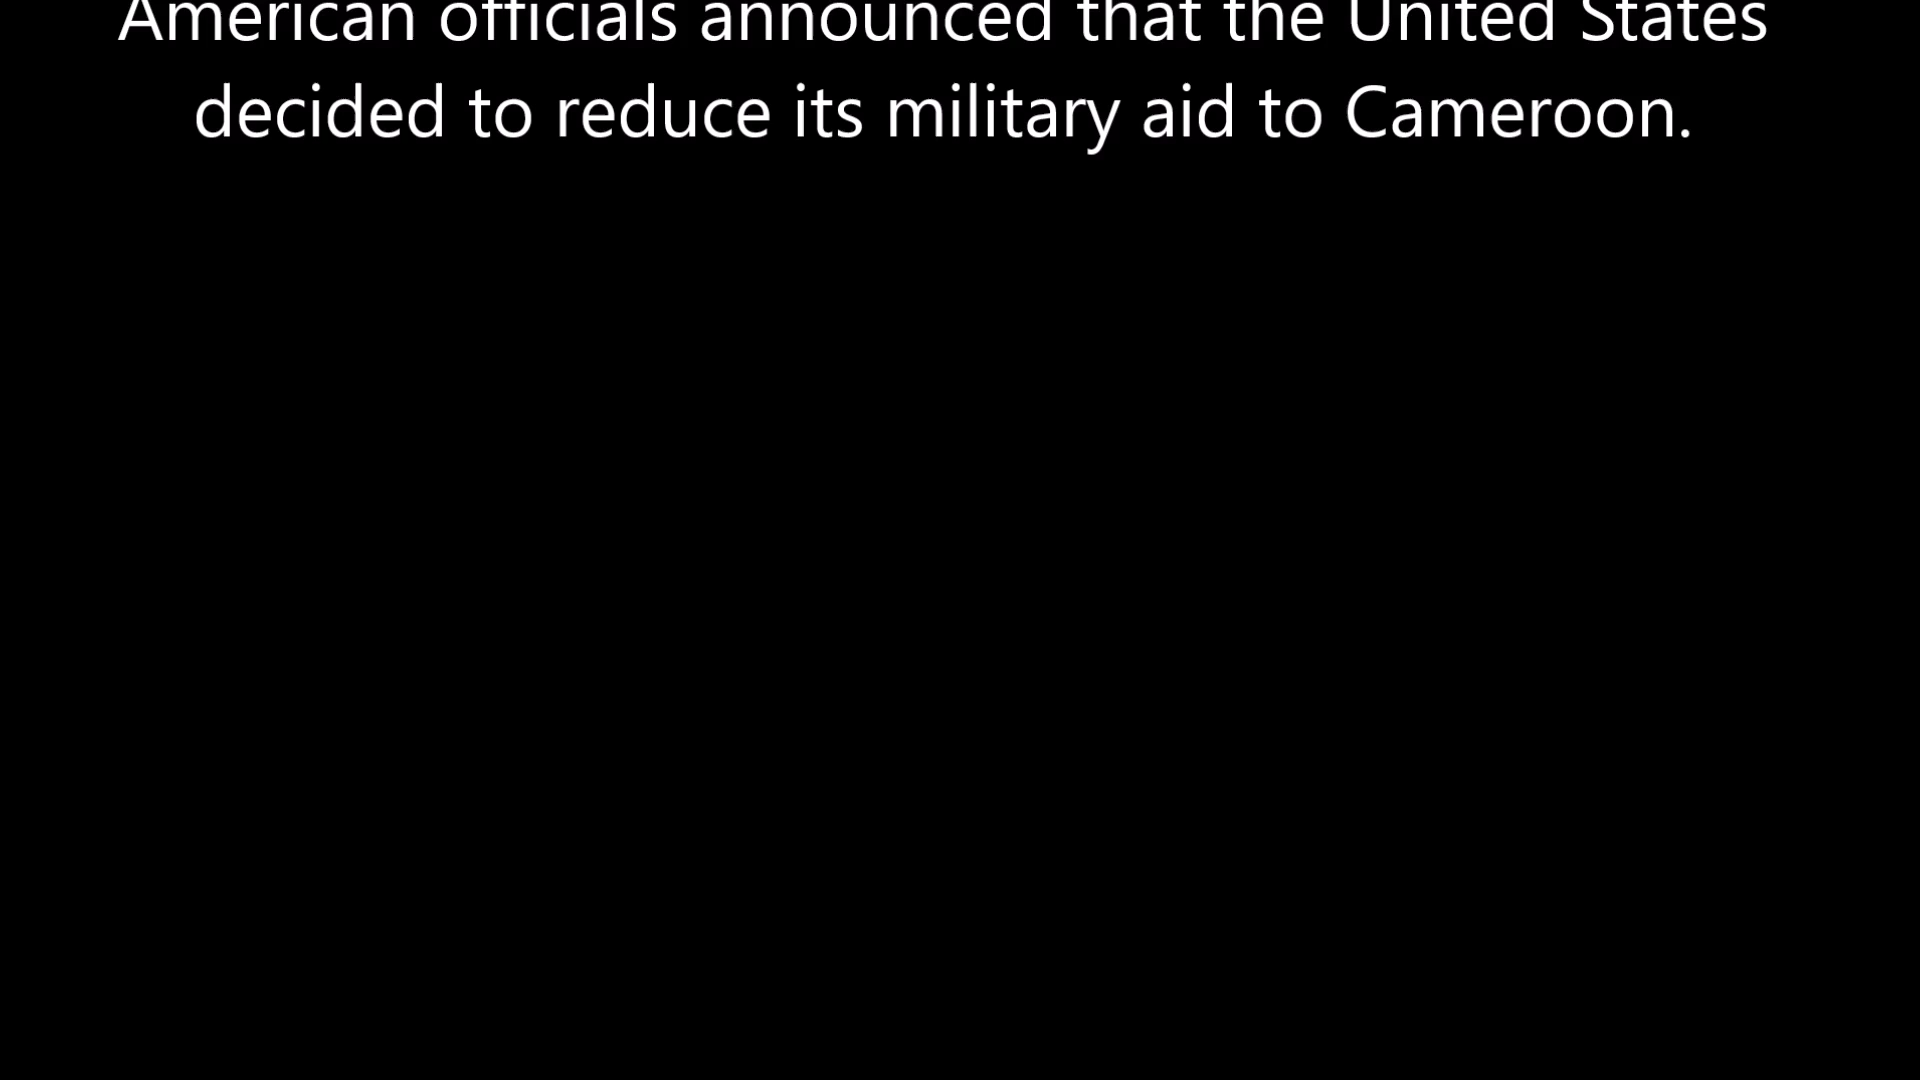 American officials announced that the United States
decided to reduce its military aid to Cameroon.